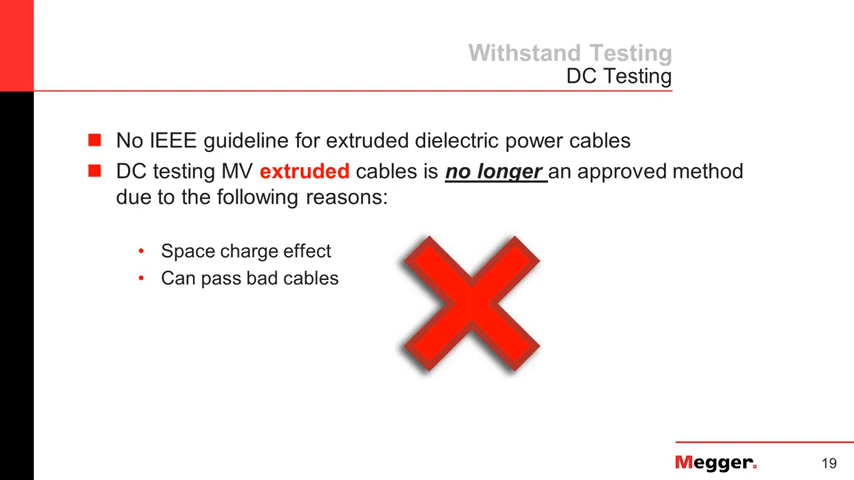 Withstand Testing
DC Testing
No IEEE guideline for extruded dielectric power cables
DC testing MV extruded cables is no longer an approved method
due to the following reasons:
Space charge effect
Can pass bad cables
Megger.
19